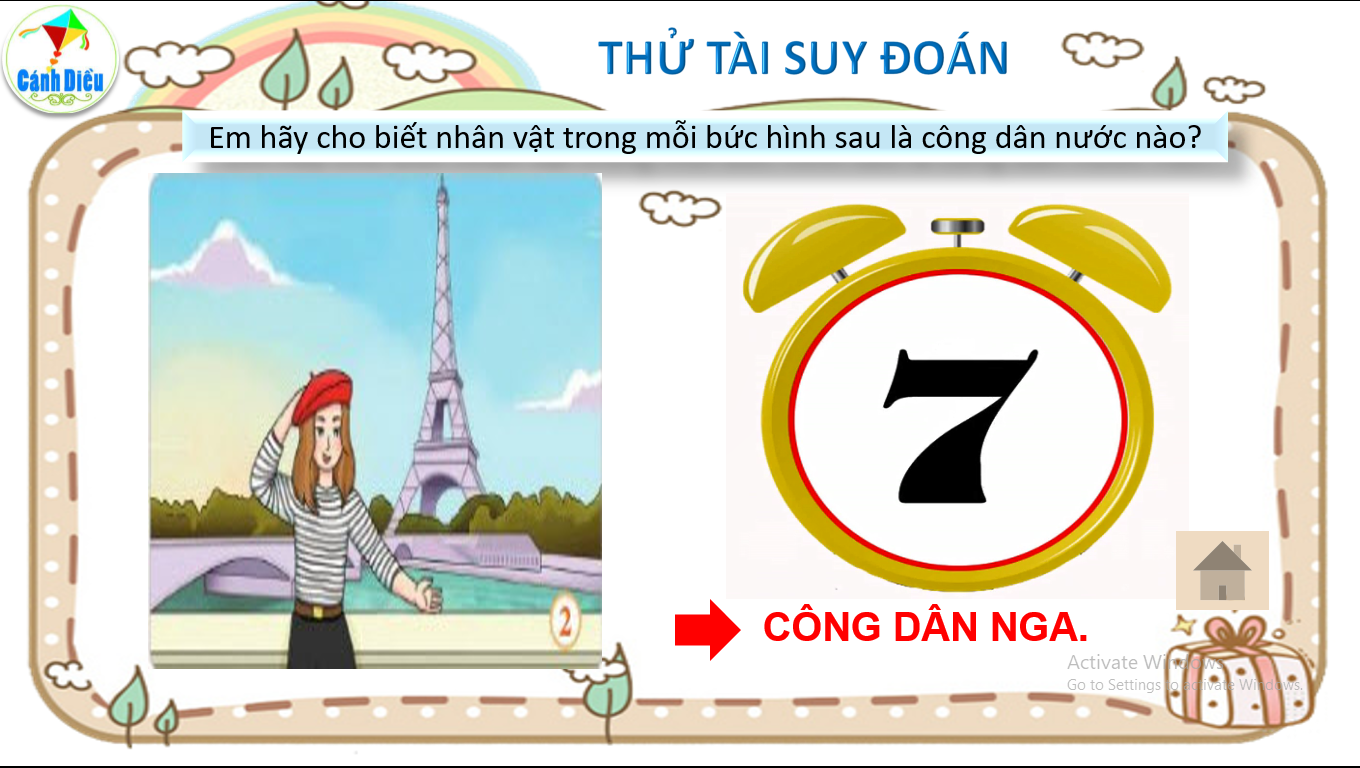 Cánh Diều
THỬ TÀI SUY ĐOÁN
Em hãy cho biết nhân vật trong mỗi bức hình sau là công dân nước nào?
7
2
CÔNG DÂN NGA.
Activate Windows
Go to Settings to activate Windows.